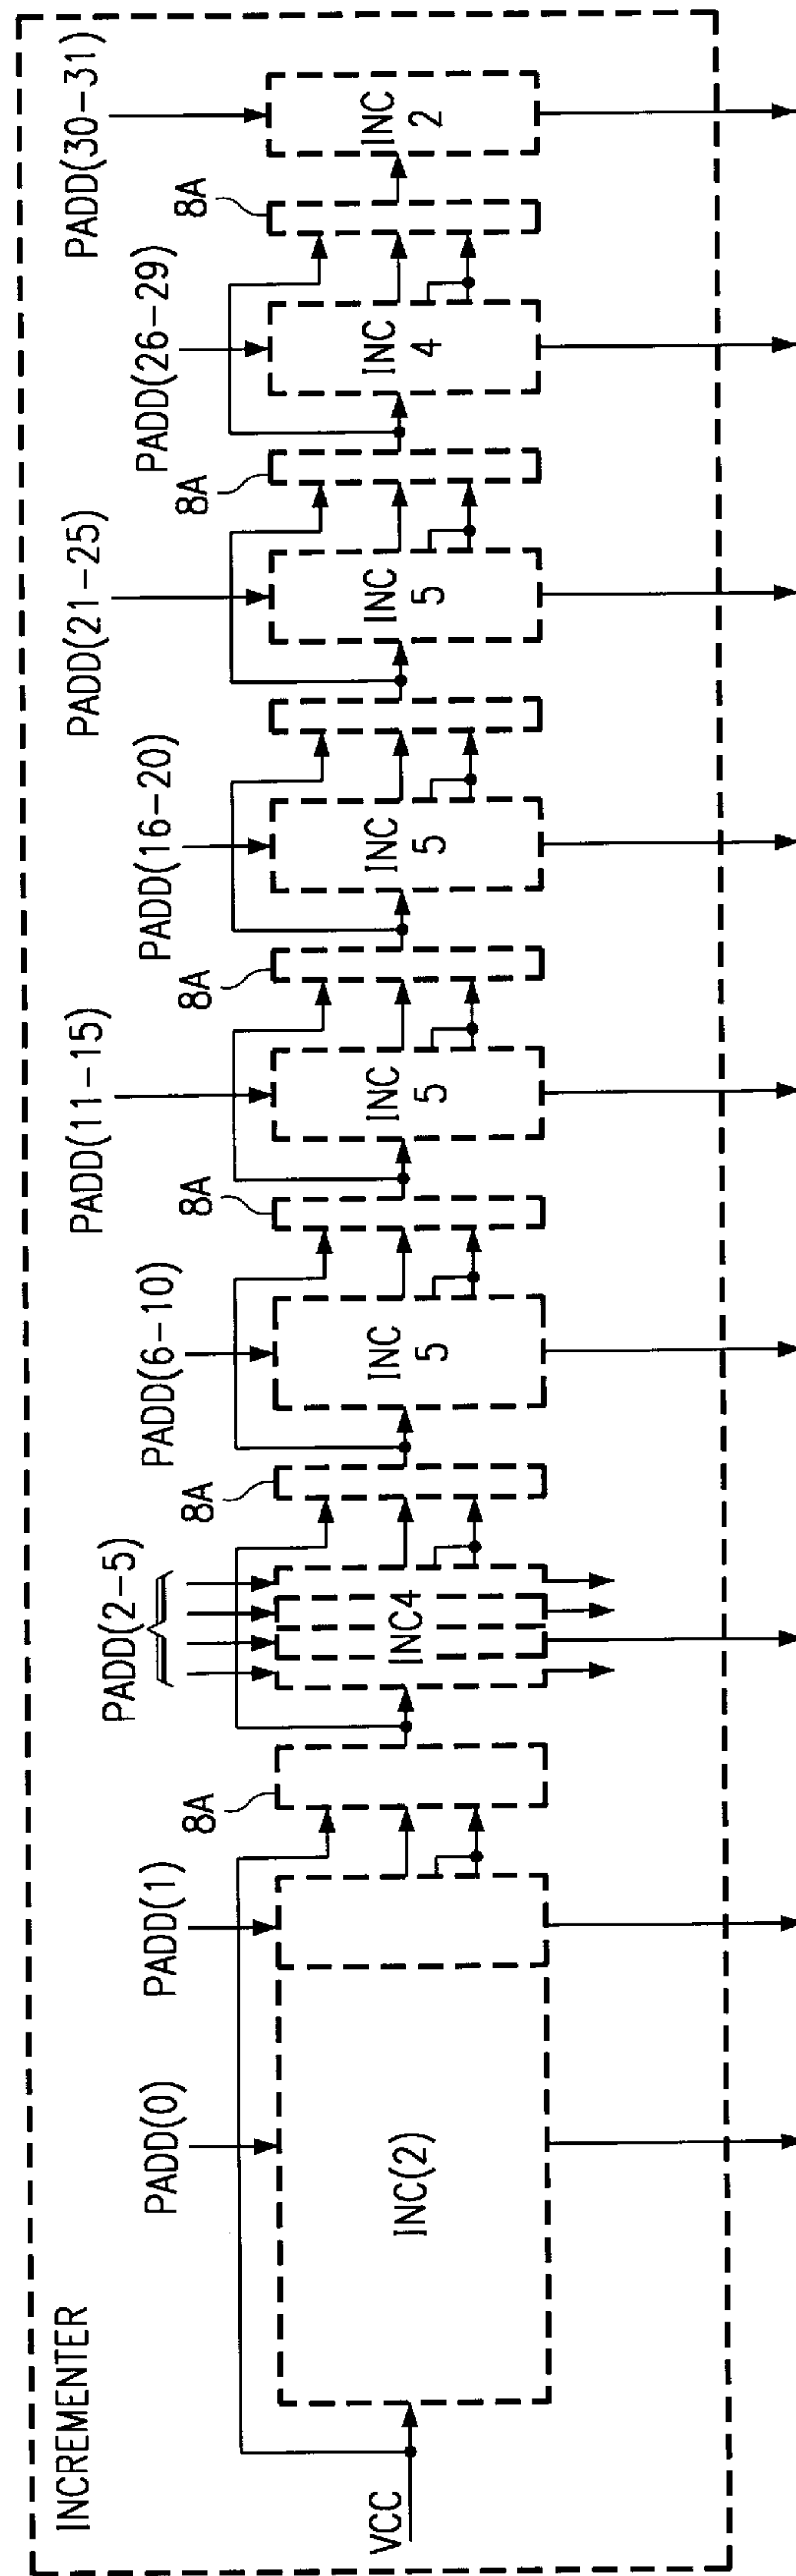 INCREMENTER
PADD(0)
PADD(1)
PADD(2-5)
PADD(6-10)
PADD(11-15)
PADD(16-20)
PADD(21-25)
PADD(26-29)
PADD(30-31)
8A
8A
8A
8A
8A
8A
VCC
INC(2)
INC4
INC
5
INC
5
INC
5
INC
5
INC
4
INC
2